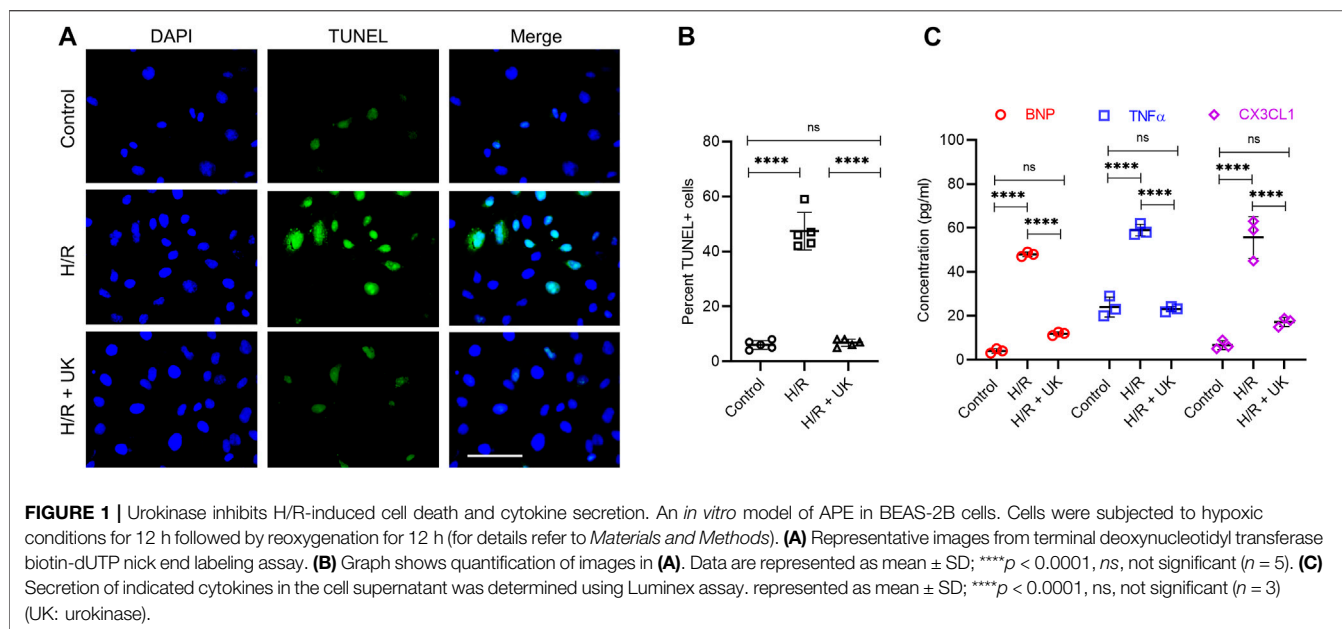 A
DAPI
TUNEL
Merge
Control
H/R
H/R + UK
B
ns
****
****
80
60
40
20
0
Percent TUNEL+ cells
Control
H/R
H/R + UK
C
BNP
TNFα
CX3CL1
ns
ns
ns
****
****
****
****
****
****
100
80
60
40
20
0
Concentration (pg/ml)
Control
H/R
H/R + UK
Control
H/R
H/R + UK
Control
H/R
H/R + UK
FIGURE 1 | Urokinase inhibits H/R-induced cell death and cytokine secretion. An in vitro model of APE in BEAS-2B cells. Cells were subjected to hypoxic
conditions for 12 h followed by reoxygenation for 12 h (for details refer to Materials and Methods). (A) Representative images from terminal deoxynucleotidyl transferase
biotin-dUTP nick end labeling assay. (B) Graph shows quantification of images in (A). Data are represented as mean ± SD; ****p < 0.0001, ns, not significant (n = 5). (C)
Secretion of indicated cytokines in the cell supernatant was determined using Luminex assay. represented as mean ± SD; ****p < 0.0001, ns, not significant (n = 3)
(UK: urokinase).